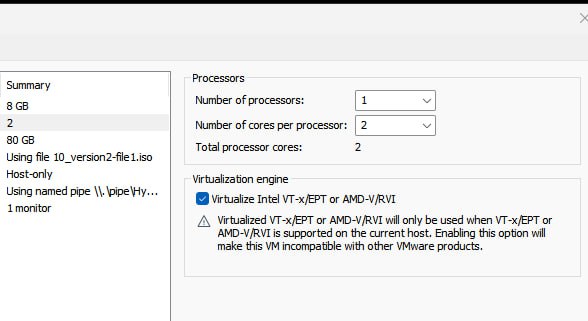 Summary
8 GB
2
80 GB
Using file 10_version2-file1.iso
Host-only
Using named pipe \\.\pipe\Hy...
1 monitor
Processors
Number of processors: 1
Number of cores per processor: 2
Total processor cores: 2
Virtualization engine
Virtualize Intel VT-x/EPT or AMD-V/RVI
Virtualized VT-x/EPT or AMD-V/RVI will only be used when VT-x/EPT or
AMD-V/RVI is supported on the current host. Enabling this option will
make this VM incompatible with other VMware products.